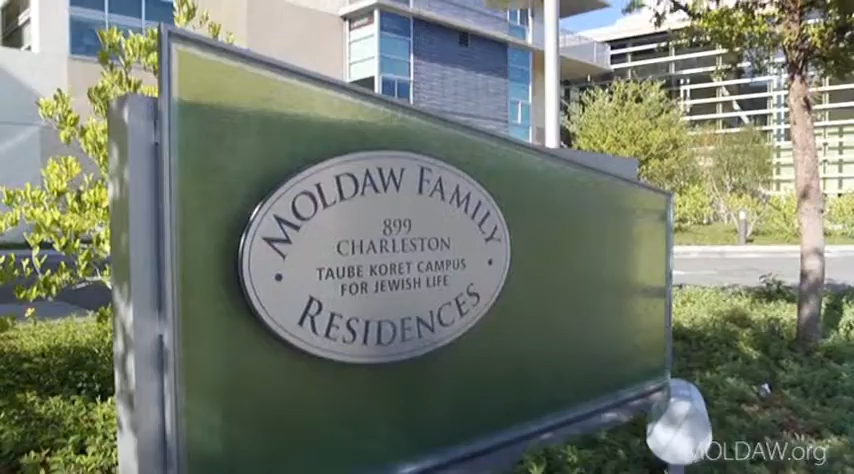 MOLDAW FAMILY
899
CHARLESTON
TAUBE KORET CAMPUS
FOR JEWISH LIFE
RESIDENCES
MOLDAW.org